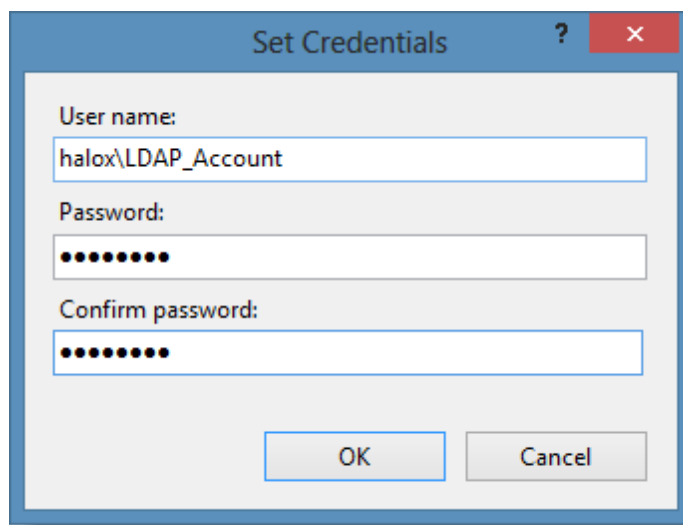 Set Credentials ? ×
User name:
halox\LDAP_Account
Password:
●●●●●●●●
Confirm password:
●●●●●●●●
OK Cancel